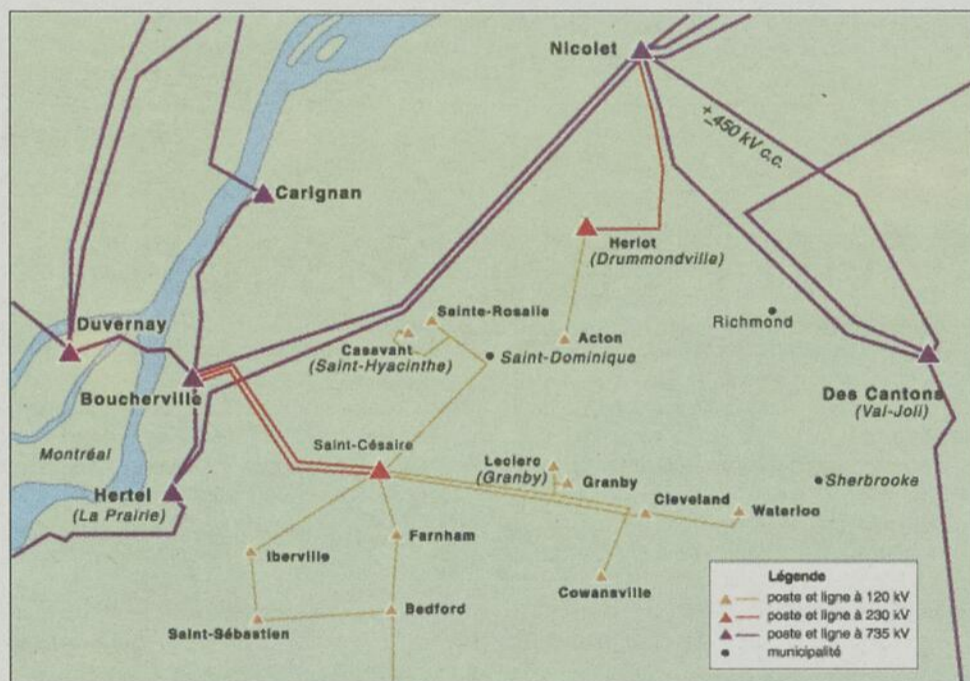 Nicolet
±450 kV c.c.
Carignan
Heriot
(Drummondville)
Duvernay
Sainte-Rosalie
Richmond
Acton
Casavant
(Saint-Hyacinthe)
Saint-Dominique
Boucherville
Des Cantons
(Val-Joli)
Montréal
Saint-Césaire
Leclerc
(Granby)
Granby
Sherbrooke
Hertel
(La Prairie)
Cleveland
Waterloo
Farnham
Iberville
Cowansville
Bedford
Saint-Sébastien
Légende
poste et ligne à 120 kV
poste et ligne à 230 kV
poste et ligne à 735 kV
municipalité